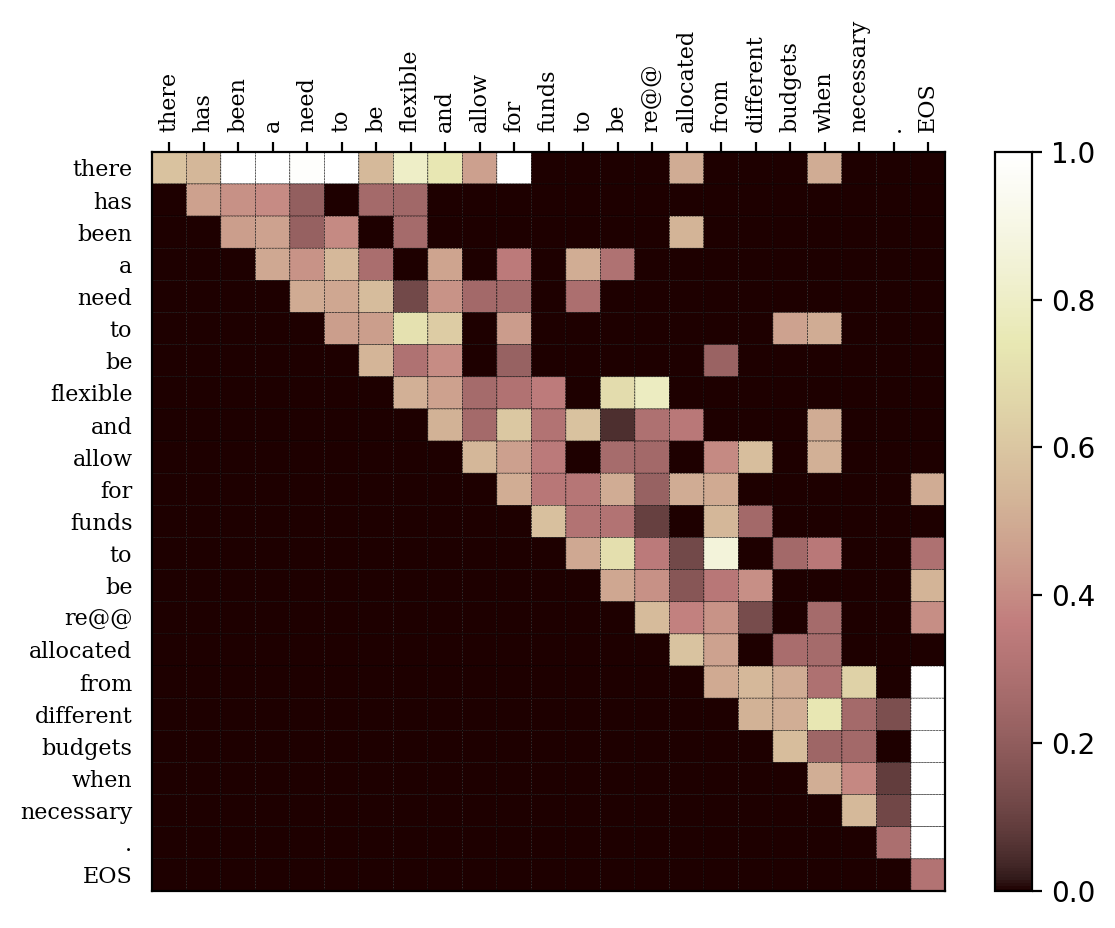 there
has
been
a
need
to
be
flexible
and
allow
for
funds
to
be
re@@
allocated
from
different
budgets
when
necessary
.
EOS
there
has
been
a
need
to
be
flexible
and
allow
for
funds
to
be
re@@
allocated
from
different
budgets
when
necessary
.
EOS
1.0
0.8
0.6
0.4
0.2
0.0